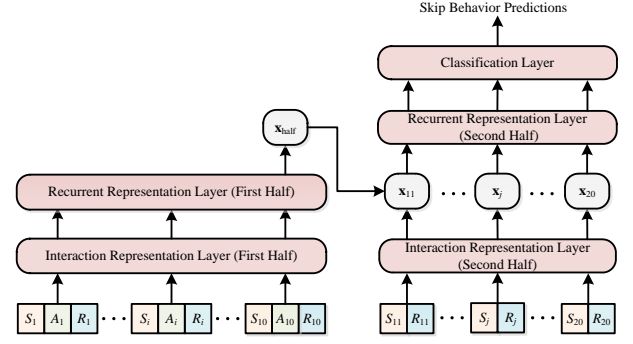 Skip Behavior Predictions
Classification Layer
Recurrent Representation Layer
(Second Half)
x_half
x_11 ... x_j ... x_20
Recurrent Representation Layer (First Half)
Interaction Representation Layer (First Half)
Interaction Representation Layer
(Second Half)
S_1 A_1 R_1 ... S_i A_i R_i ... S_10 A_10 R_10
S_11 R_11 ... S_j R_j ... S_20 R_20